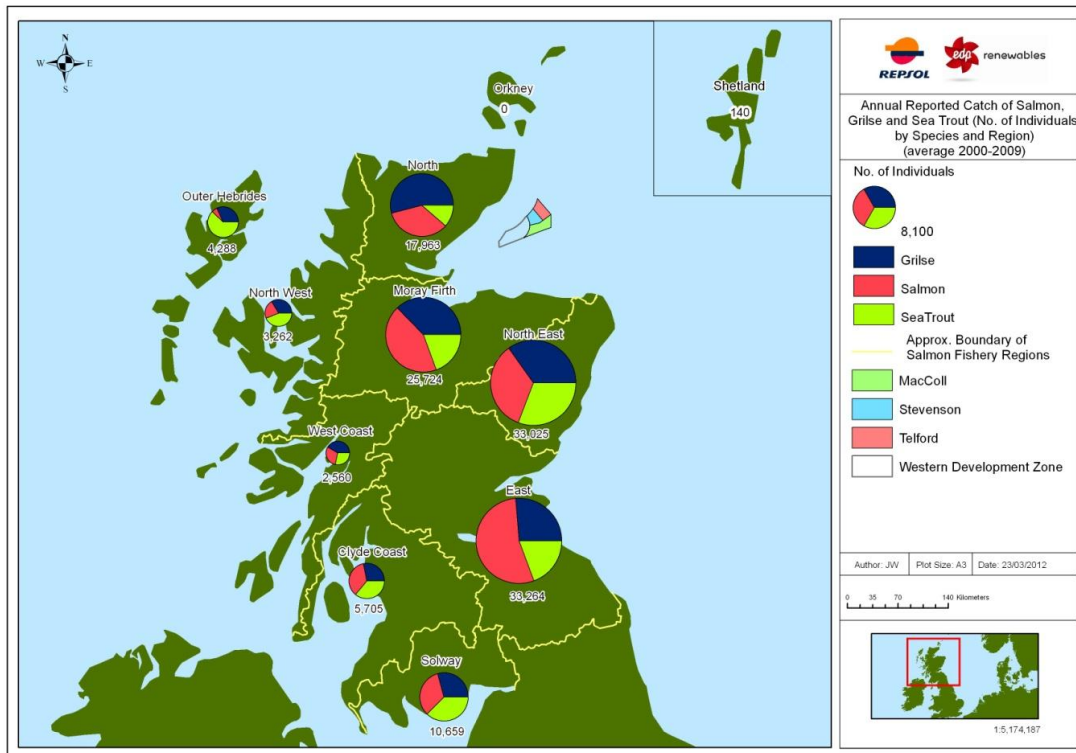 N
W E
S
Orkney
0
Shetland
140
North
17,963
Outer Hebrides
4,288
North West
3,262
Moray Firth
25,724
North East
33,025
West Coast
2,560
East
33,264
Clyde Coast
5,705
Solway
10,659
REPSOL
edp renewables
Annual Reported Catch of Salmon,
Grilse and Sea Trout (No. of Individuals
by Species and Region)
(average 2000-2009)
No. of Individuals
8,100
Grilse
Salmon
SeaTrout
Approx. Boundary of
Salmon Fishery Regions
MacColl
Stevenson
Telford
Western Development Zone
Author: JW Plot Size: A3 Date: 23/03/2012
0 35 70 140 Kilometers
1:5,174,187